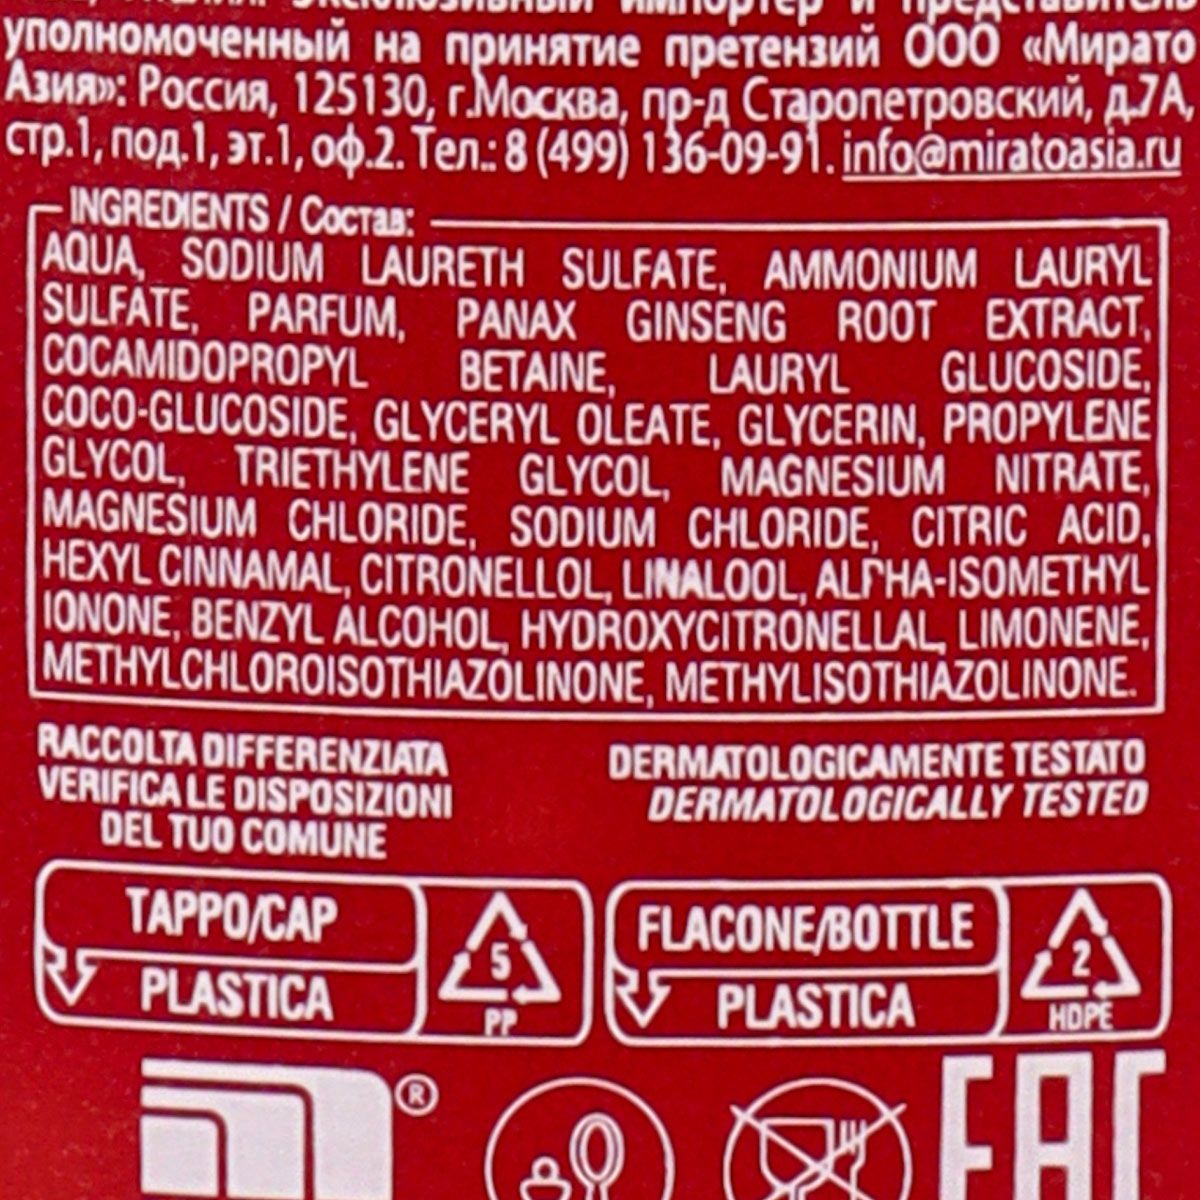 Эксклюзивный импортер и представитель
уполномоченный на принятие претензий ООО «Мирато
Азия»: Россия, 125130, г.Москва, пр-д Старопетровский, д.7А,
стр.1, под.1, эт.1, оф.2. Тел.: 8 (499) 136-09-91. info@miratoasia.ru
INGREDIENTS / Состав:
AQUA, SODIUM LAURETH SULFATE, AMMONIUM LAURYL
SULFATE, PARFUM, PANAX GINSENG ROOT EXTRACT,
COCAMIDOPROPYL BETAINE, LAURYL GLUCOSIDE,
COCO-GLUCOSIDE, GLYCERYL OLEATE, GLYCERIN, PROPYLENE
GLYCOL, TRIETHYLENE GLYCOL, MAGNESIUM NITRATE,
MAGNESIUM CHLORIDE, SODIUM CHLORIDE, CITRIC ACID,
HEXYL CINNAMAL, CITRONELLOL, LINALOOL, ALPHA-ISOMETHYL
IONONE, BENZYL ALCOHOL, HYDROXYCITRONELLAL, LIMONENE,
METHYLCHLOROISOTHIAZOLINONE, METHYLISOTHIAZOLINONE.
RACCOLTA DIFFERENZIATA
VERIFICA LE DISPOSIZIONI
DEL TUO COMUNE
DERMATOLOGICAMENTE TESTATO
DERMATOLOGICALLY TESTED
TAPPO/CAP
PLASTICA
5
PP
FLACONE/BOTTLE
PLASTICA
2
HDPE
®
EAC